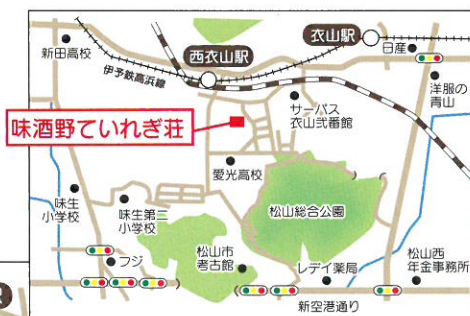 新田高校
伊予鉄高浜線
西衣山駅
衣山駅
日産
洋服の
青山
サーパス
衣山弐番館
味酒野ていれぎ荘
愛光高校
味生
小学校
味生第二
小学校
松山総合公園
フジ
松山市
考古館
レデイ薬局
松山西
年金事務所
新空港通り
駅